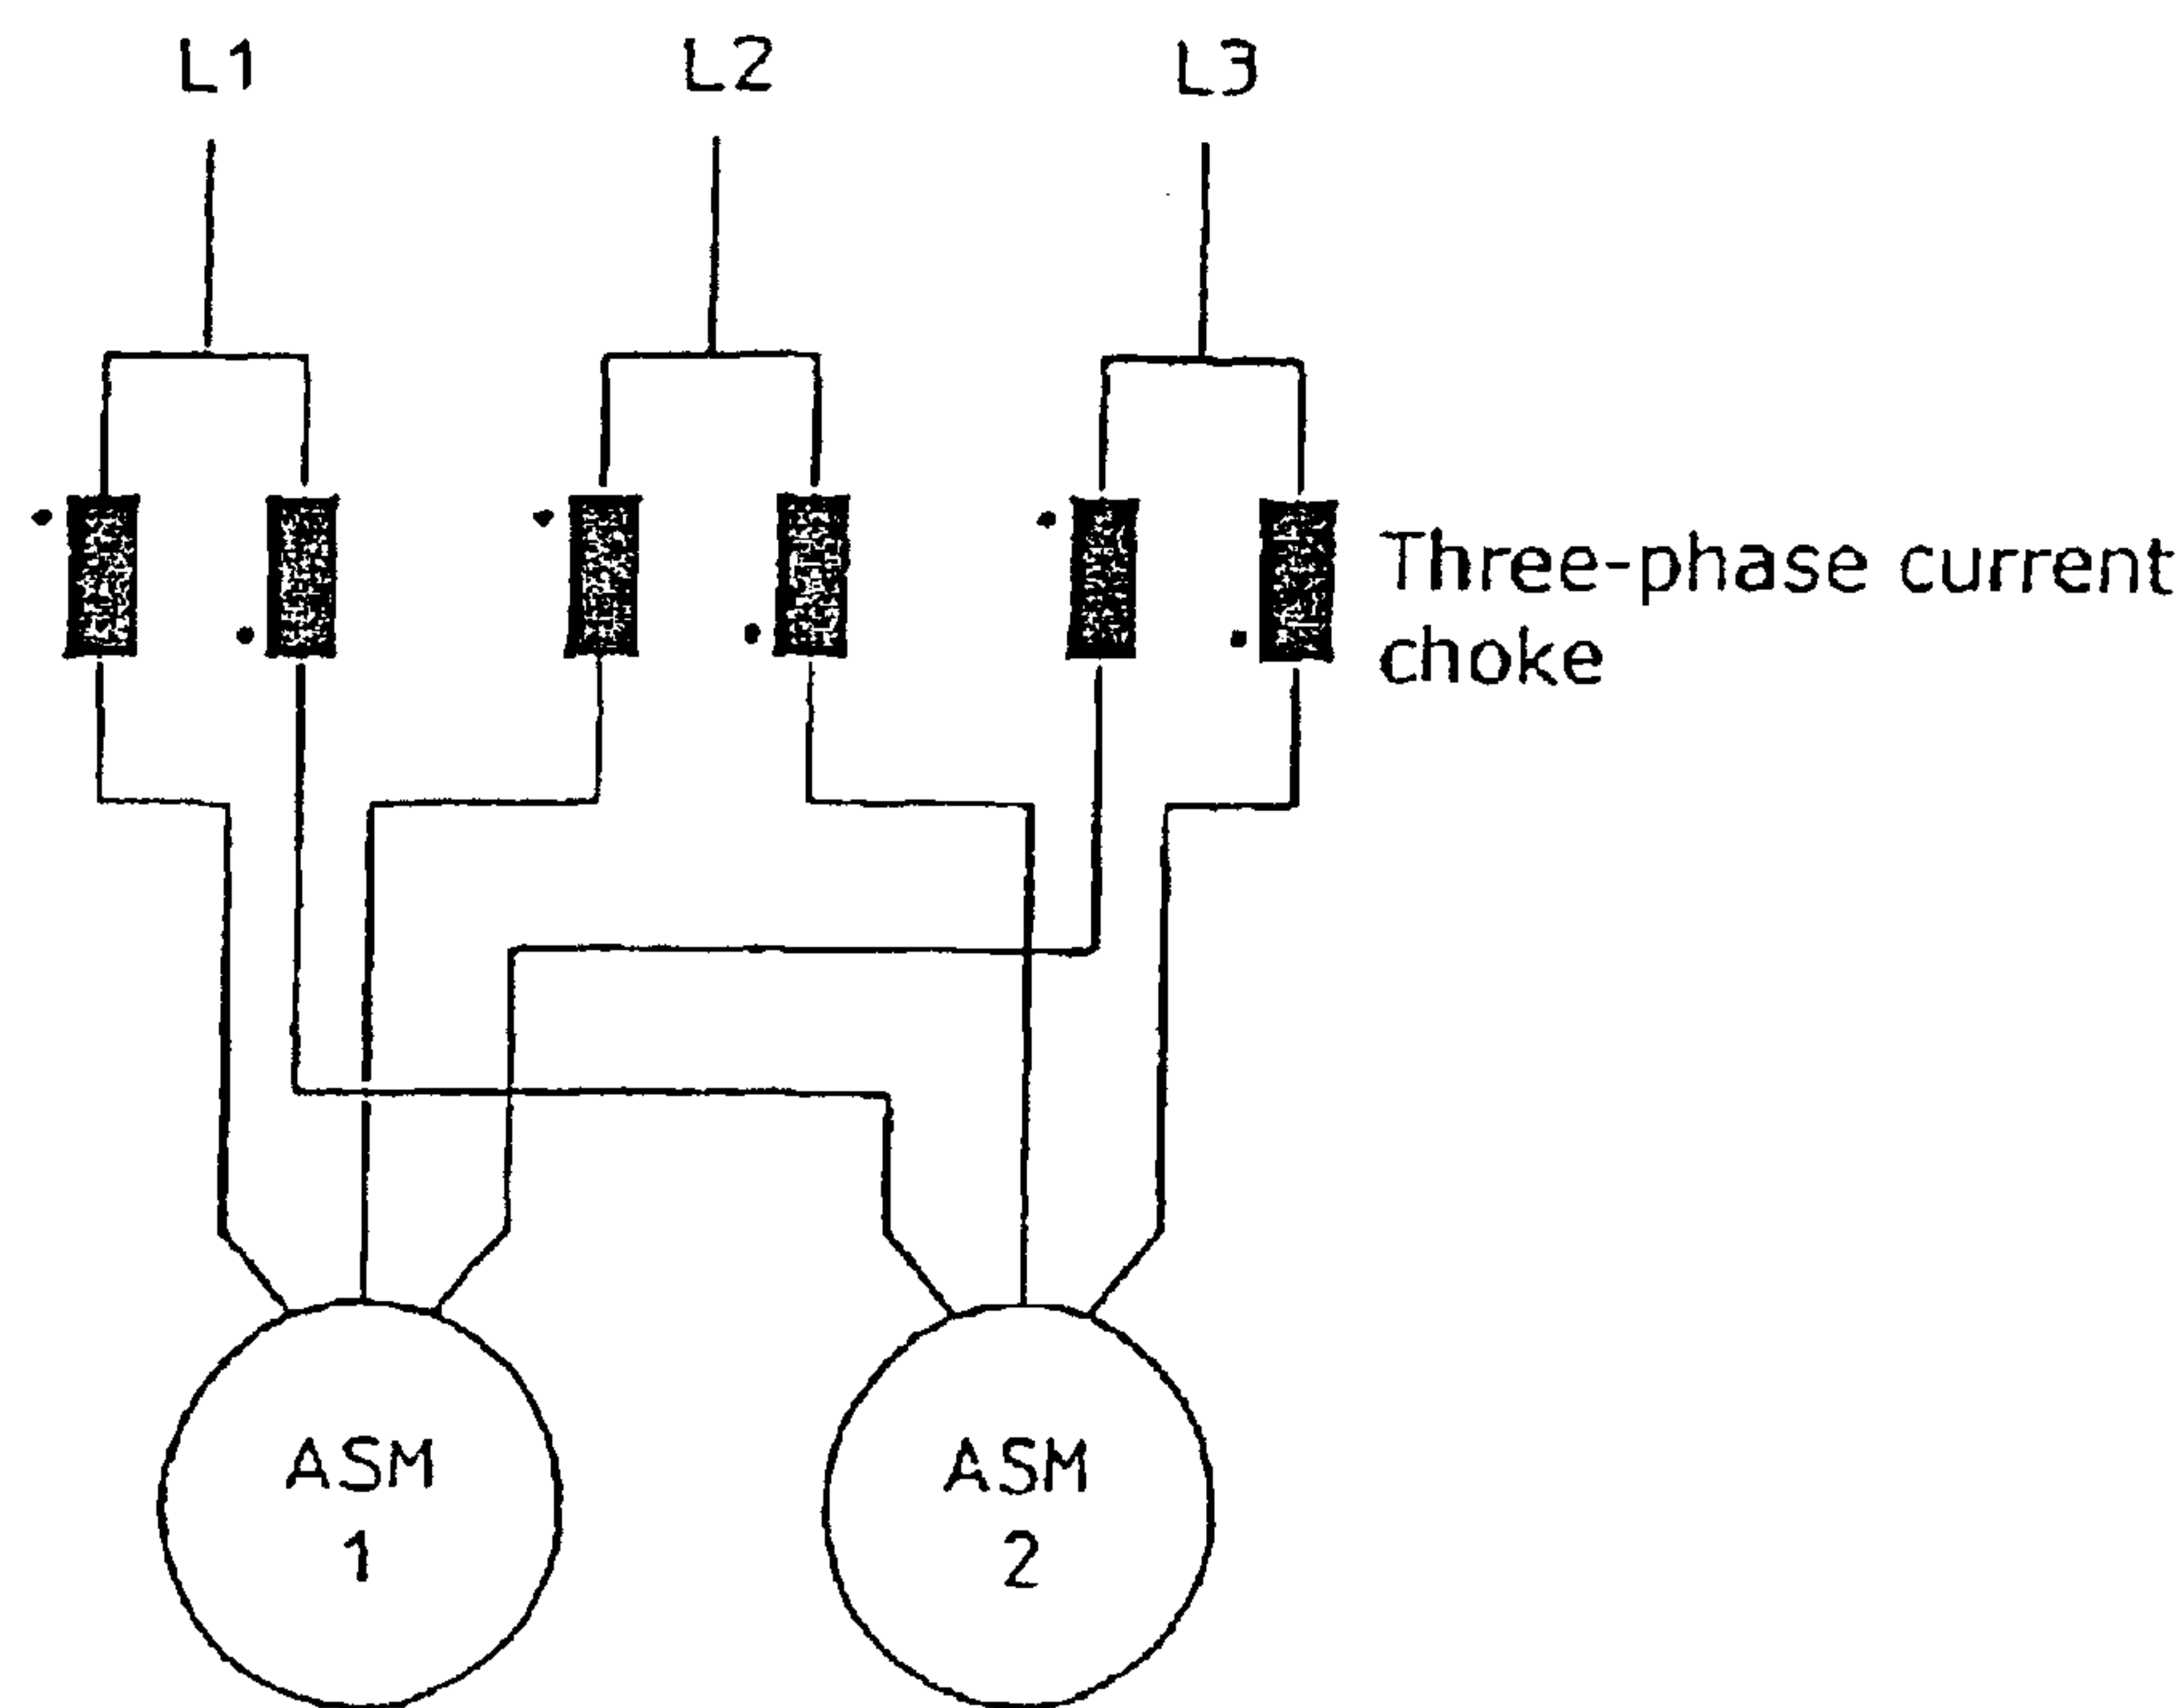 L1 L2 L3
Three-phase current
choke
ASM
1
ASM
2